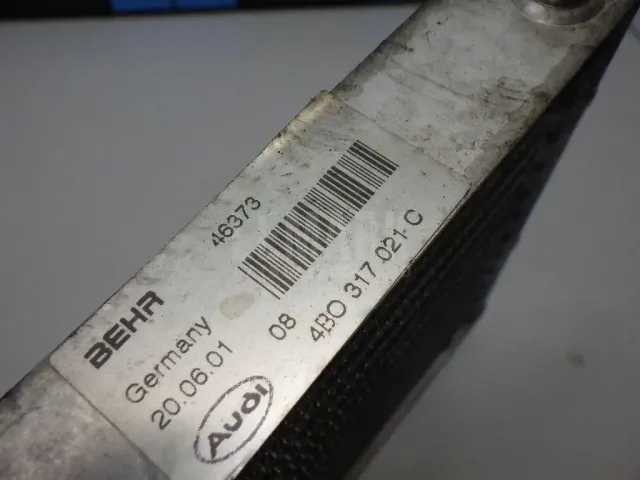 BEHR
46373
Germany
20.06.01
08
4B0 317 021-C
Audi